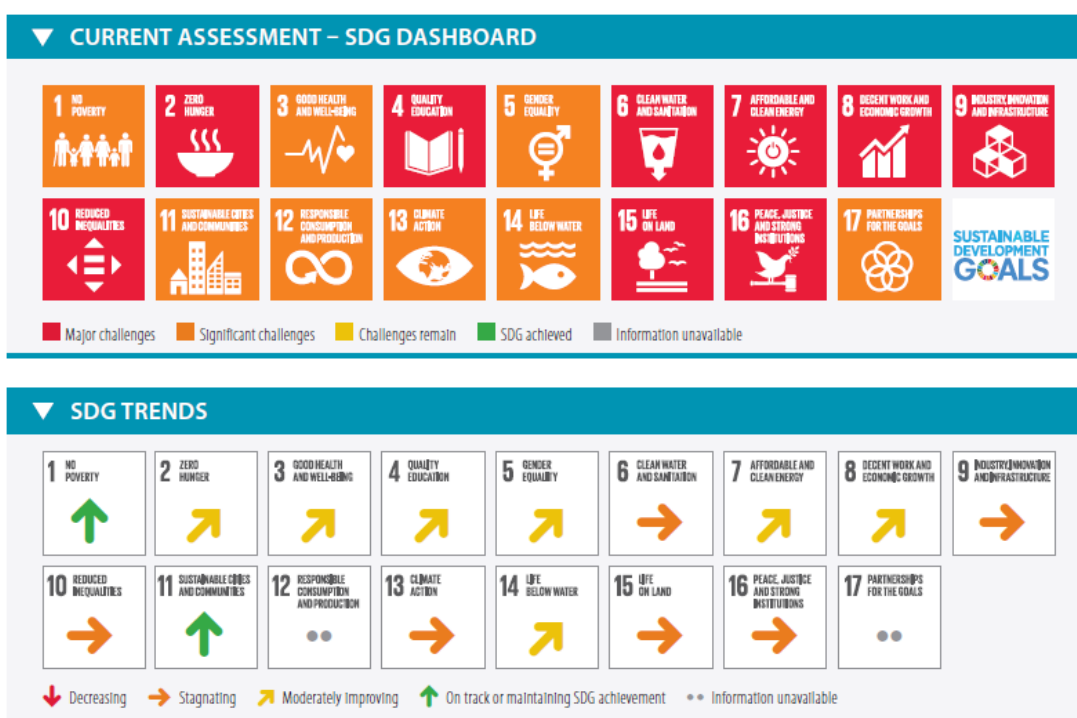 ▼ CURRENT ASSESSMENT – SDG DASHBOARD
1 NO POVERTY
2 ZERO HUNGER
3 GOOD HEALTH AND WELL-BEING
4 QUALITY EDUCATION
5 GENDER EQUALITY
6 CLEAN WATER AND SANITATION
7 AFFORDABLE AND CLEAN ENERGY
8 DECENT WORK AND ECONOMIC GROWTH
9 INDUSTRY, INNOVATION AND INFRASTRUCTURE
10 REDUCED INEQUALITIES
11 SUSTAINABLE CITIES AND COMMUNITIES
12 RESPONSIBLE CONSUMPTION AND PRODUCTION
13 CLIMATE ACTION
14 LIFE BELOW WATER
15 LIFE ON LAND
16 PEACE, JUSTICE AND STRONG INSTITUTIONS
17 PARTNERSHIPS FOR THE GOALS
SUSTAINABLE
DEVELOPMENT
GOALS
Major challenges Significant challenges Challenges remain SDG achieved Information unavailable
▼ SDG TRENDS
1 NO POVERTY
2 ZERO HUNGER
3 GOOD HEALTH AND WELL-BEING
4 QUALITY EDUCATION
5 GENDER EQUALITY
6 CLEAN WATER AND SANITATION
7 AFFORDABLE AND CLEAN ENERGY
8 DECENT WORK AND ECONOMIC GROWTH
9 INDUSTRY, INNOVATION AND INFRASTRUCTURE
10 REDUCED INEQUALITIES
11 SUSTAINABLE CITIES AND COMMUNITIES
12 RESPONSIBLE CONSUMPTION AND PRODUCTION
13 CLIMATE ACTION
14 LIFE BELOW WATER
15 LIFE ON LAND
16 PEACE, JUSTICE AND STRONG INSTITUTIONS
17 PARTNERSHIPS FOR THE GOALS
Decreasing Stagnating Moderately improving On track or maintaining SDG achievement Information unavailable